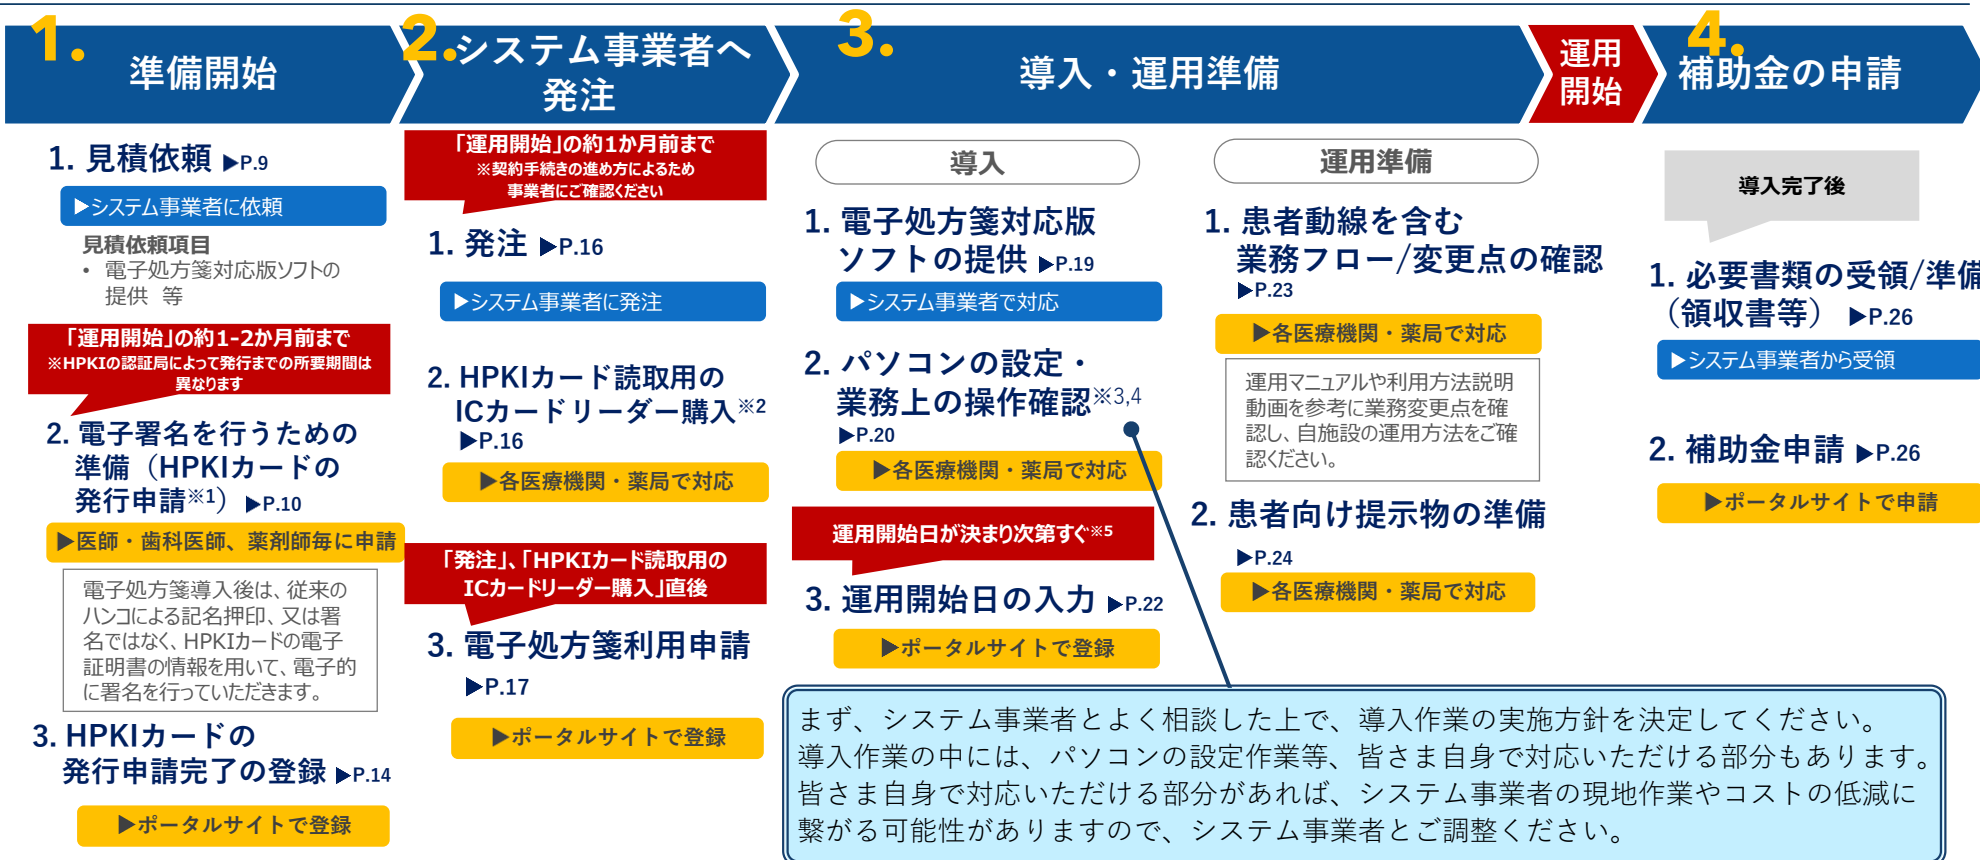 1.
準備開始
2.
システム事業者へ
発注
3.
導入・運用準備
運用
開始
4.
補助金の申請
1. 見積依頼 ▶P.9
▶システム事業者に依頼
見積依頼項目
• 電子処方箋対応版ソフトの
提供 等
「運用開始」の約1-2か月前まで
※HPKIの認証局によって発行までの所要期間は
異なります
2. 電子署名を行うための
準備（HPKIカードの
発行申請※1） ▶P.10
▶医師・歯科医師、薬剤師毎に申請
電子処方箋導入後は、従来の
ハンコによる記名押印、又は署
名ではなく、HPKIカードの電子
証明書の情報を用いて、電子的
に署名を行っていただきます。
3. HPKIカードの
発行申請完了の登録 ▶P.14
▶ポータルサイトで登録
「運用開始」の約1か月前まで
※契約手続きの進め方によるため
事業者にご確認ください
1. 発注 ▶P.16
▶システム事業者に発注
2. HPKIカード読取用の
ICカードリーダー購入※2
▶P.16
▶各医療機関・薬局で対応
「発注」、「HPKIカード読取用の
ICカードリーダー購入」直後
3. 電子処方箋利用申請
▶P.17
▶ポータルサイトで登録
導入
1. 電子処方箋対応版
ソフトの提供 ▶P.19
▶システム事業者で対応
2. パソコンの設定・
業務上の操作確認※3,4
▶P.20
▶各医療機関・薬局で対応
運用開始日が決まり次第すぐ※5
3. 運用開始日の入力 ▶P.22
▶ポータルサイトで登録
運用準備
1. 患者動線を含む
業務フロー/変更点の確認
▶P.23
▶各医療機関・薬局で対応
運用マニュアルや利用方法説明
動画を参考に業務変更点を確
認し、自施設の運用方法をご確
認ください。
2. 患者向け提示物の準備
▶P.24
▶各医療機関・薬局で対応
導入完了後
1. 必要書類の受領/準備
（領収書等） ▶P.26
▶システム事業者から受領
2. 補助金申請 ▶P.26
▶ポータルサイトで申請
まず、システム事業者とよく相談した上で、導入作業の実施方針を決定してください。
導入作業の中には、パソコンの設定作業等、皆さま自身で対応いただける部分もあります。
皆さま自身で対応いただける部分があれば、システム事業者の現地作業やコストの低減に
繋がる可能性がありますので、システム事業者とご調整ください。